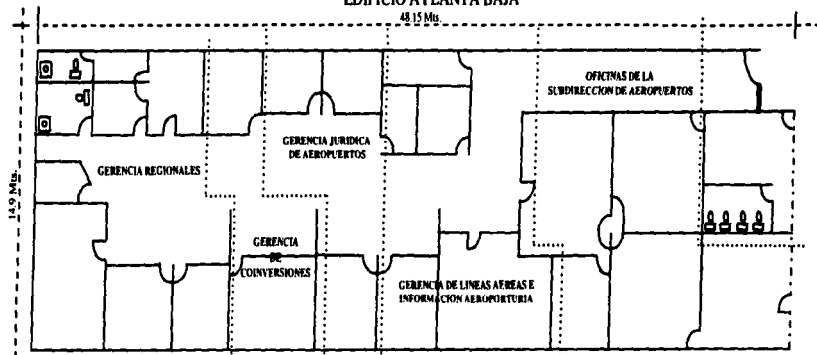 EDIFICIO A PLANTA BAJA
48.15 Mts.
14.9 Mts.
OFICINAS DE LA
SUBDIRECCION DE AEROPUERTOS
GERENCIA JURIDICA
DE AEROPUERTOS
GERENCIA REGIONALES
GERENCIA
DE
COINVERSIONES
GERENCIA DE LINEAS AEREAS E
INFORMACION AEROPORTURIA